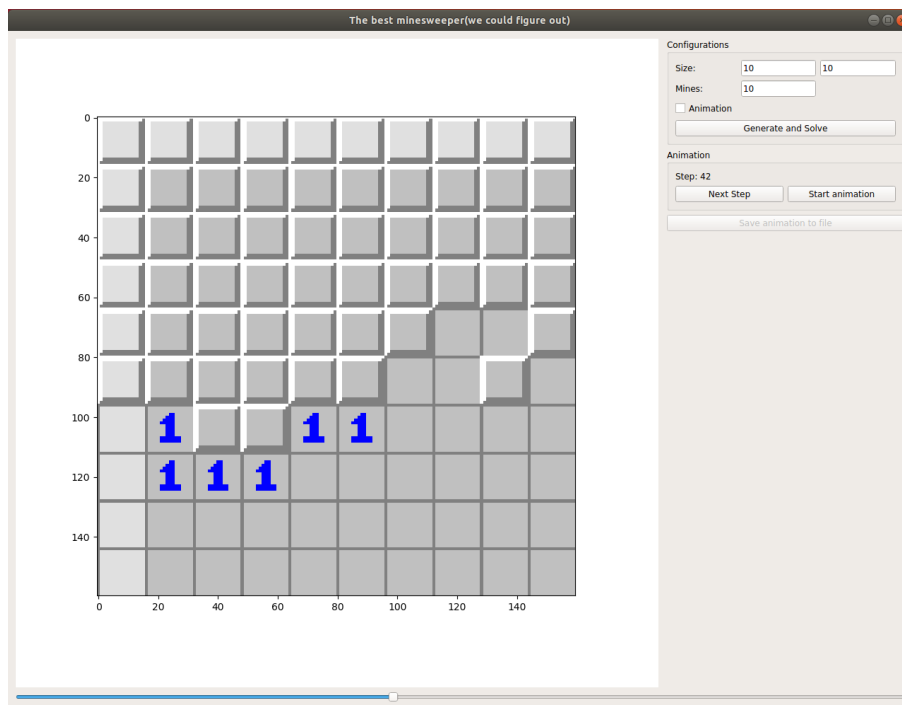 The best minesweeper(we could figure out)
Configurations
Size: 10 10
Mines: 10
Animation
Generate and Solve
Animation
Step: 42
Next Step Start animation
Save animation to file
0
20
40
60
80
100
120
140
1 1 1
1 1 1
0 20 40 60 80 100 120 140